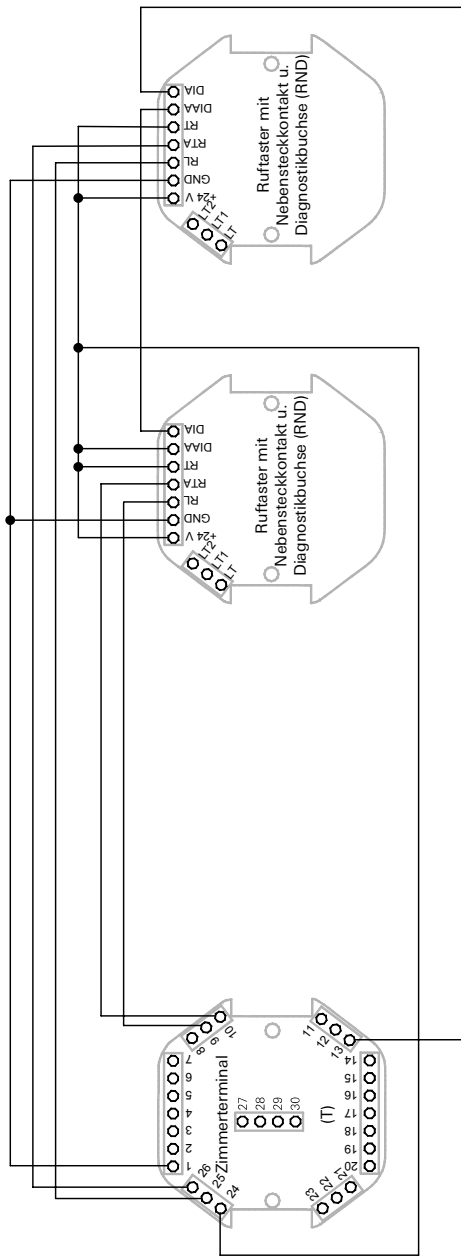 DIA
DIAA
RT
RTA
RL
GND
+24 V
LT2
LT1
LT
Ruftaster mit
Nebensteckkontakt u.
Diagnostikbuchse (RND)
DIA
DIAA
RT
RTA
RL
GND
+24 V
LT2
LT1
LT
Ruftaster mit
Nebensteckkontakt u.
Diagnostikbuchse (RND)
10
9
8
7
6
5
4
3
2
1
26
25
24
Zimmerterminal
27
28
29
30
(T)
11
12
13
14
15
16
17
18
19
20
21
22
23